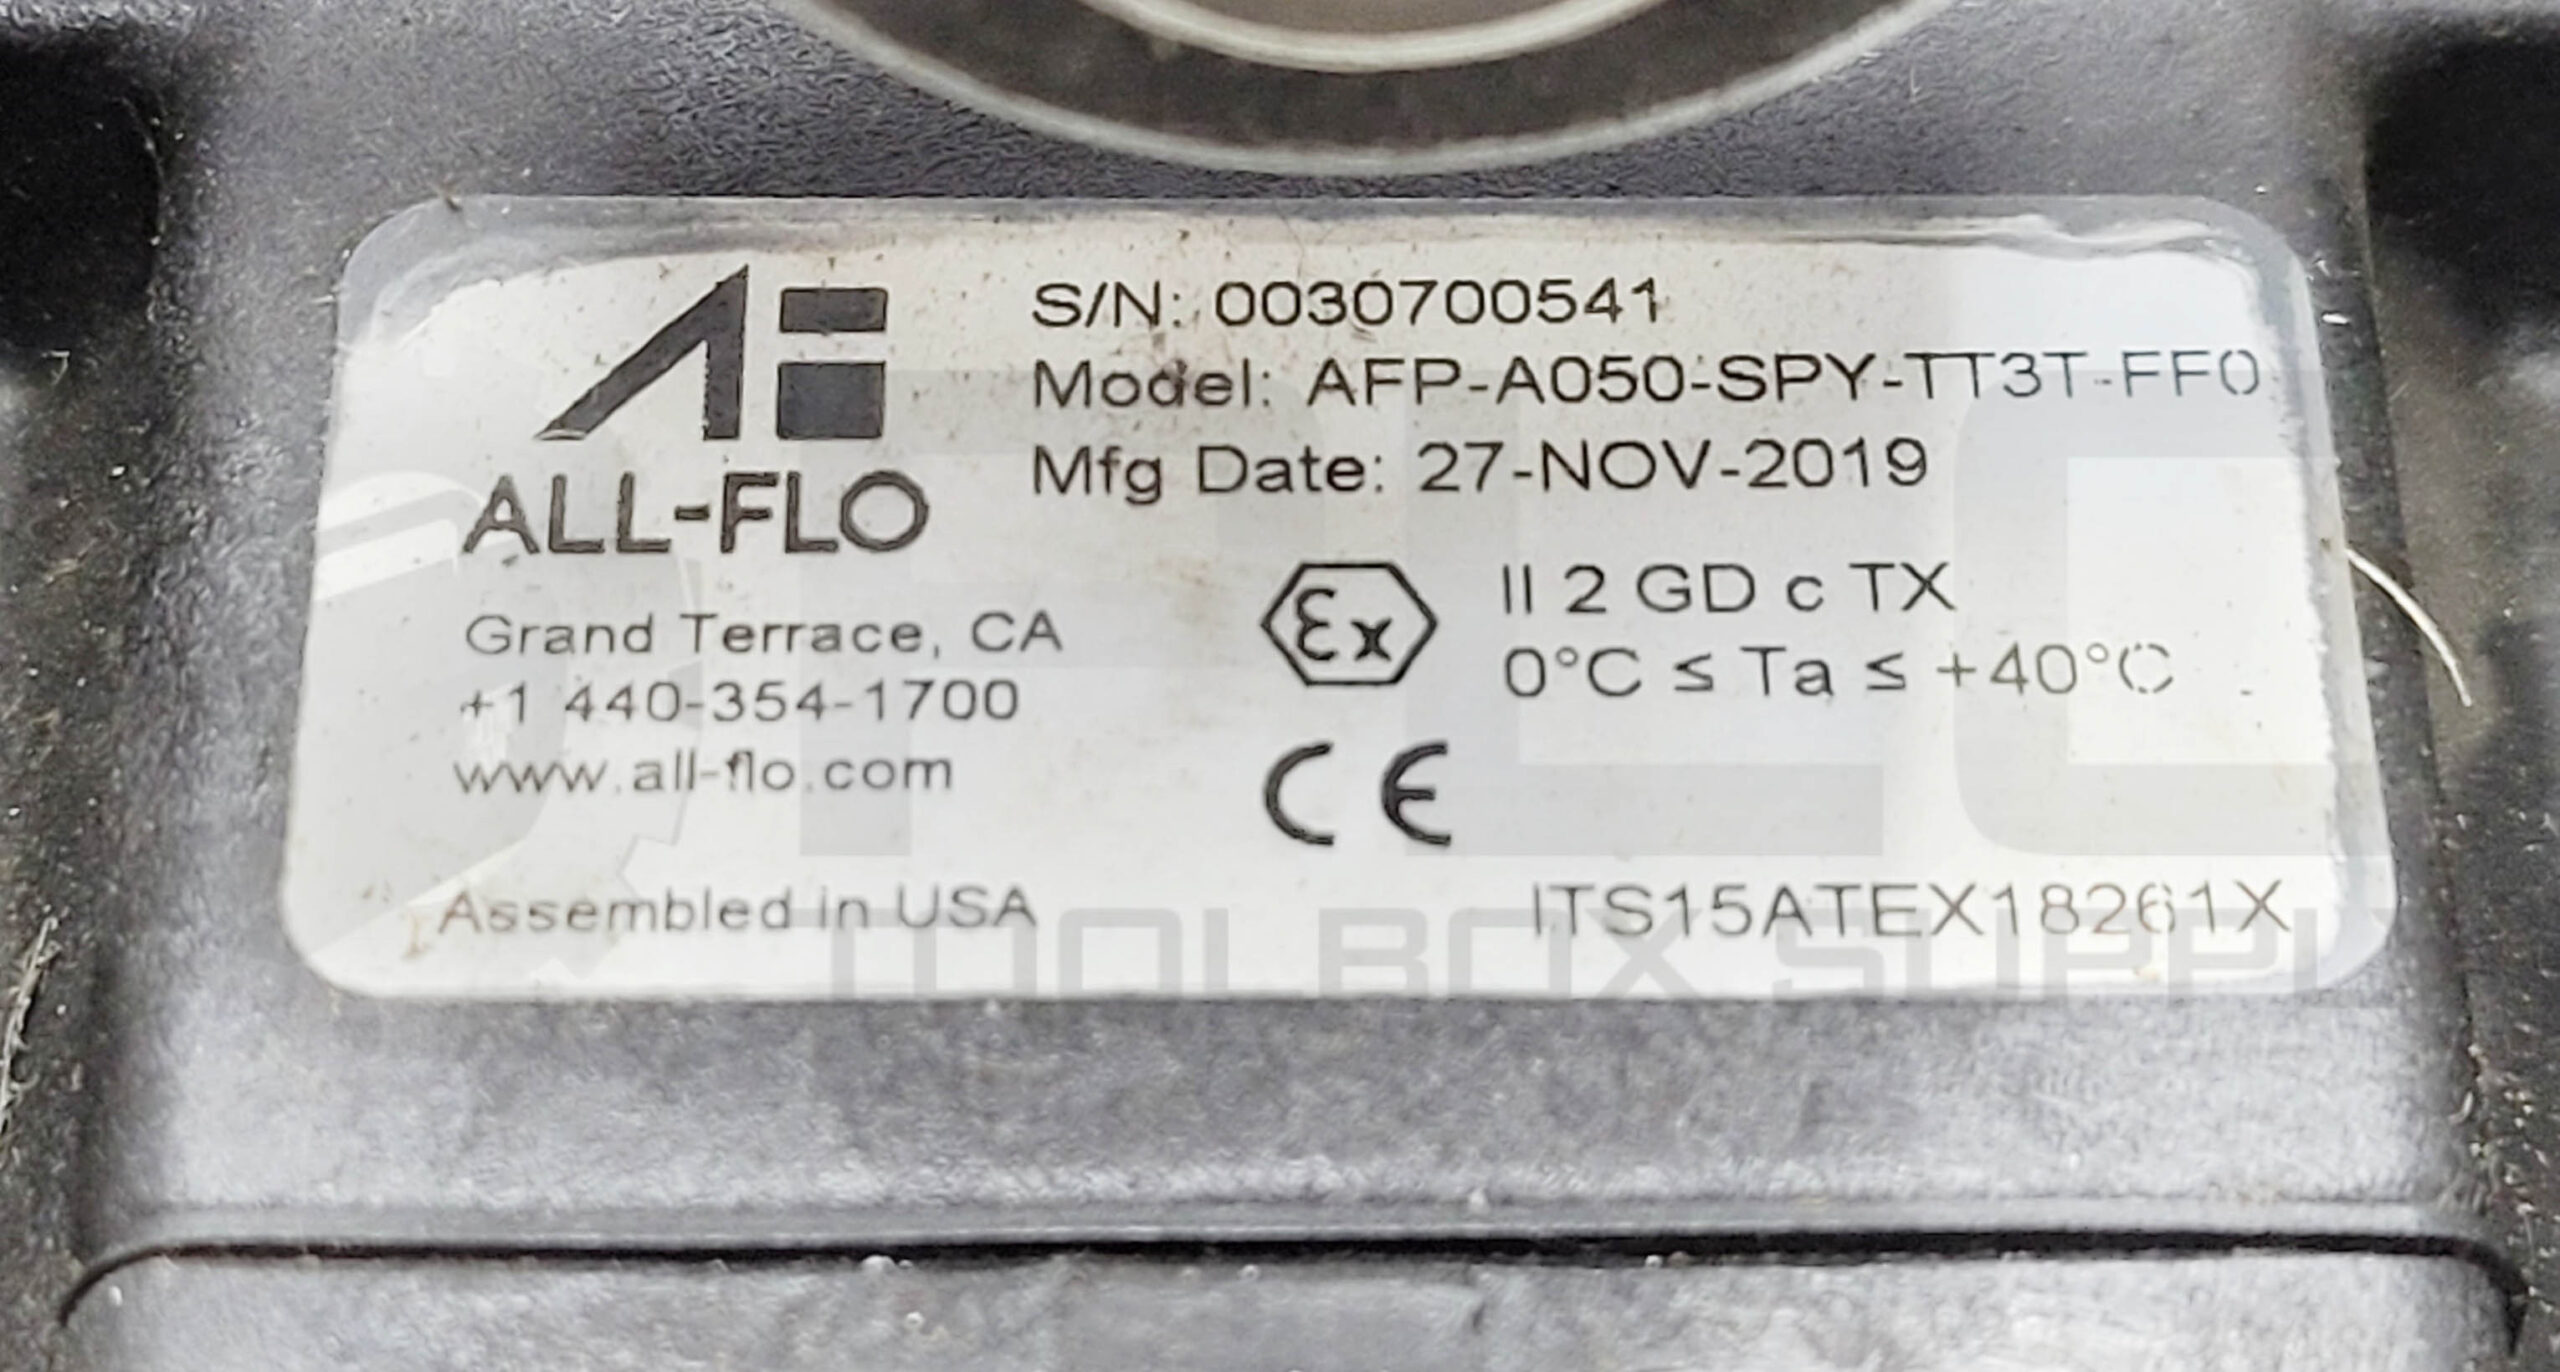 S/N: 0030700541
Model: AFP-A050-SPY-TT3T-FF0
Mfg Date: 27-NOV-2019
ALL-FLO
Grand Terrace, CA
+1 440-354-1700
www.all-flo.com
Ex II 2 GD c TX
0°C ≤ Ta ≤ +40°C
CE
Assembled in USA
ITS15ATEX18261X
TOOLBOX SUPPLY